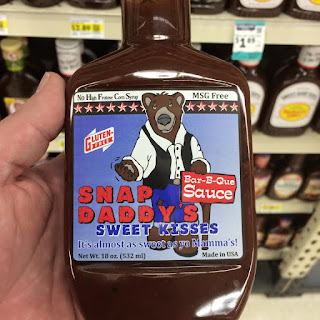 No High Frutose Corn Syrup
MSG Free
GLUTEN-
FREE
Bar-B-Que
Sauce
SNAP
DADDY'S
SWEET KISSES
It's almost as sweet as yo Mamma's!
Net Wt. 18 oz. (532 ml)
Made in USA